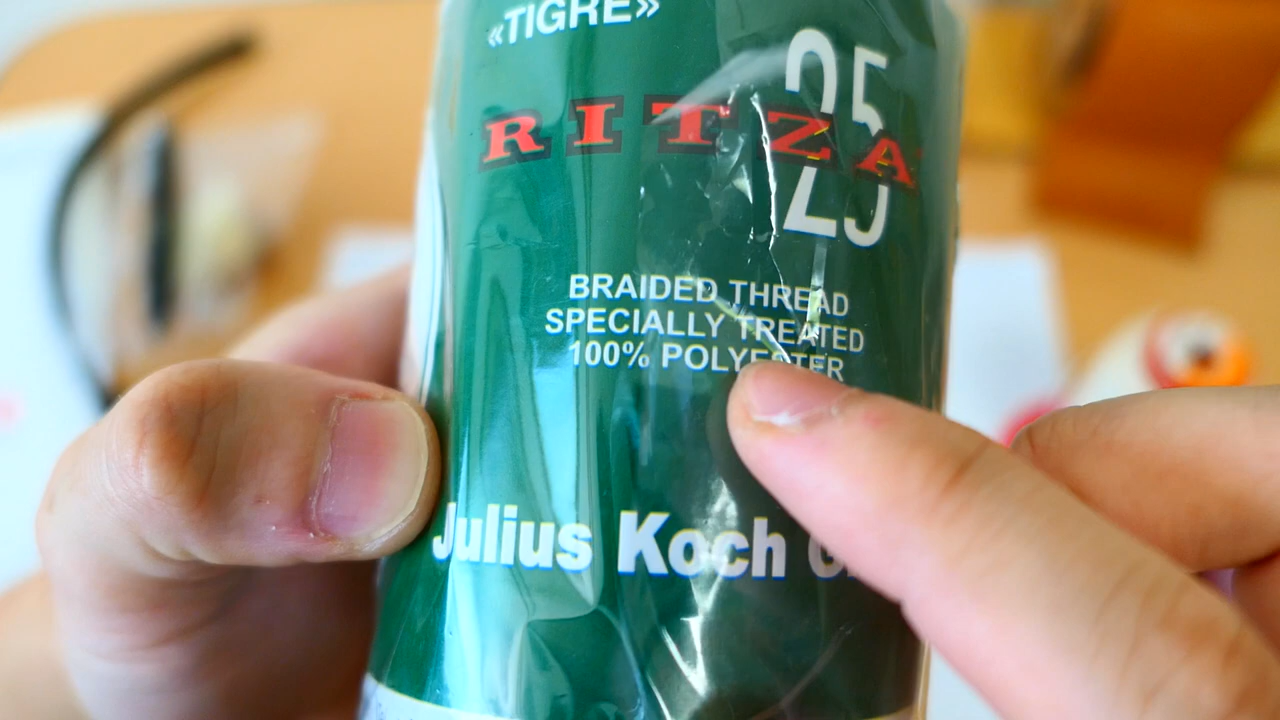 «TIGRE»
25
RITZA
BRAIDED THREAD
SPECIALLY TREATED
100% POLYESTER
Julius Koch